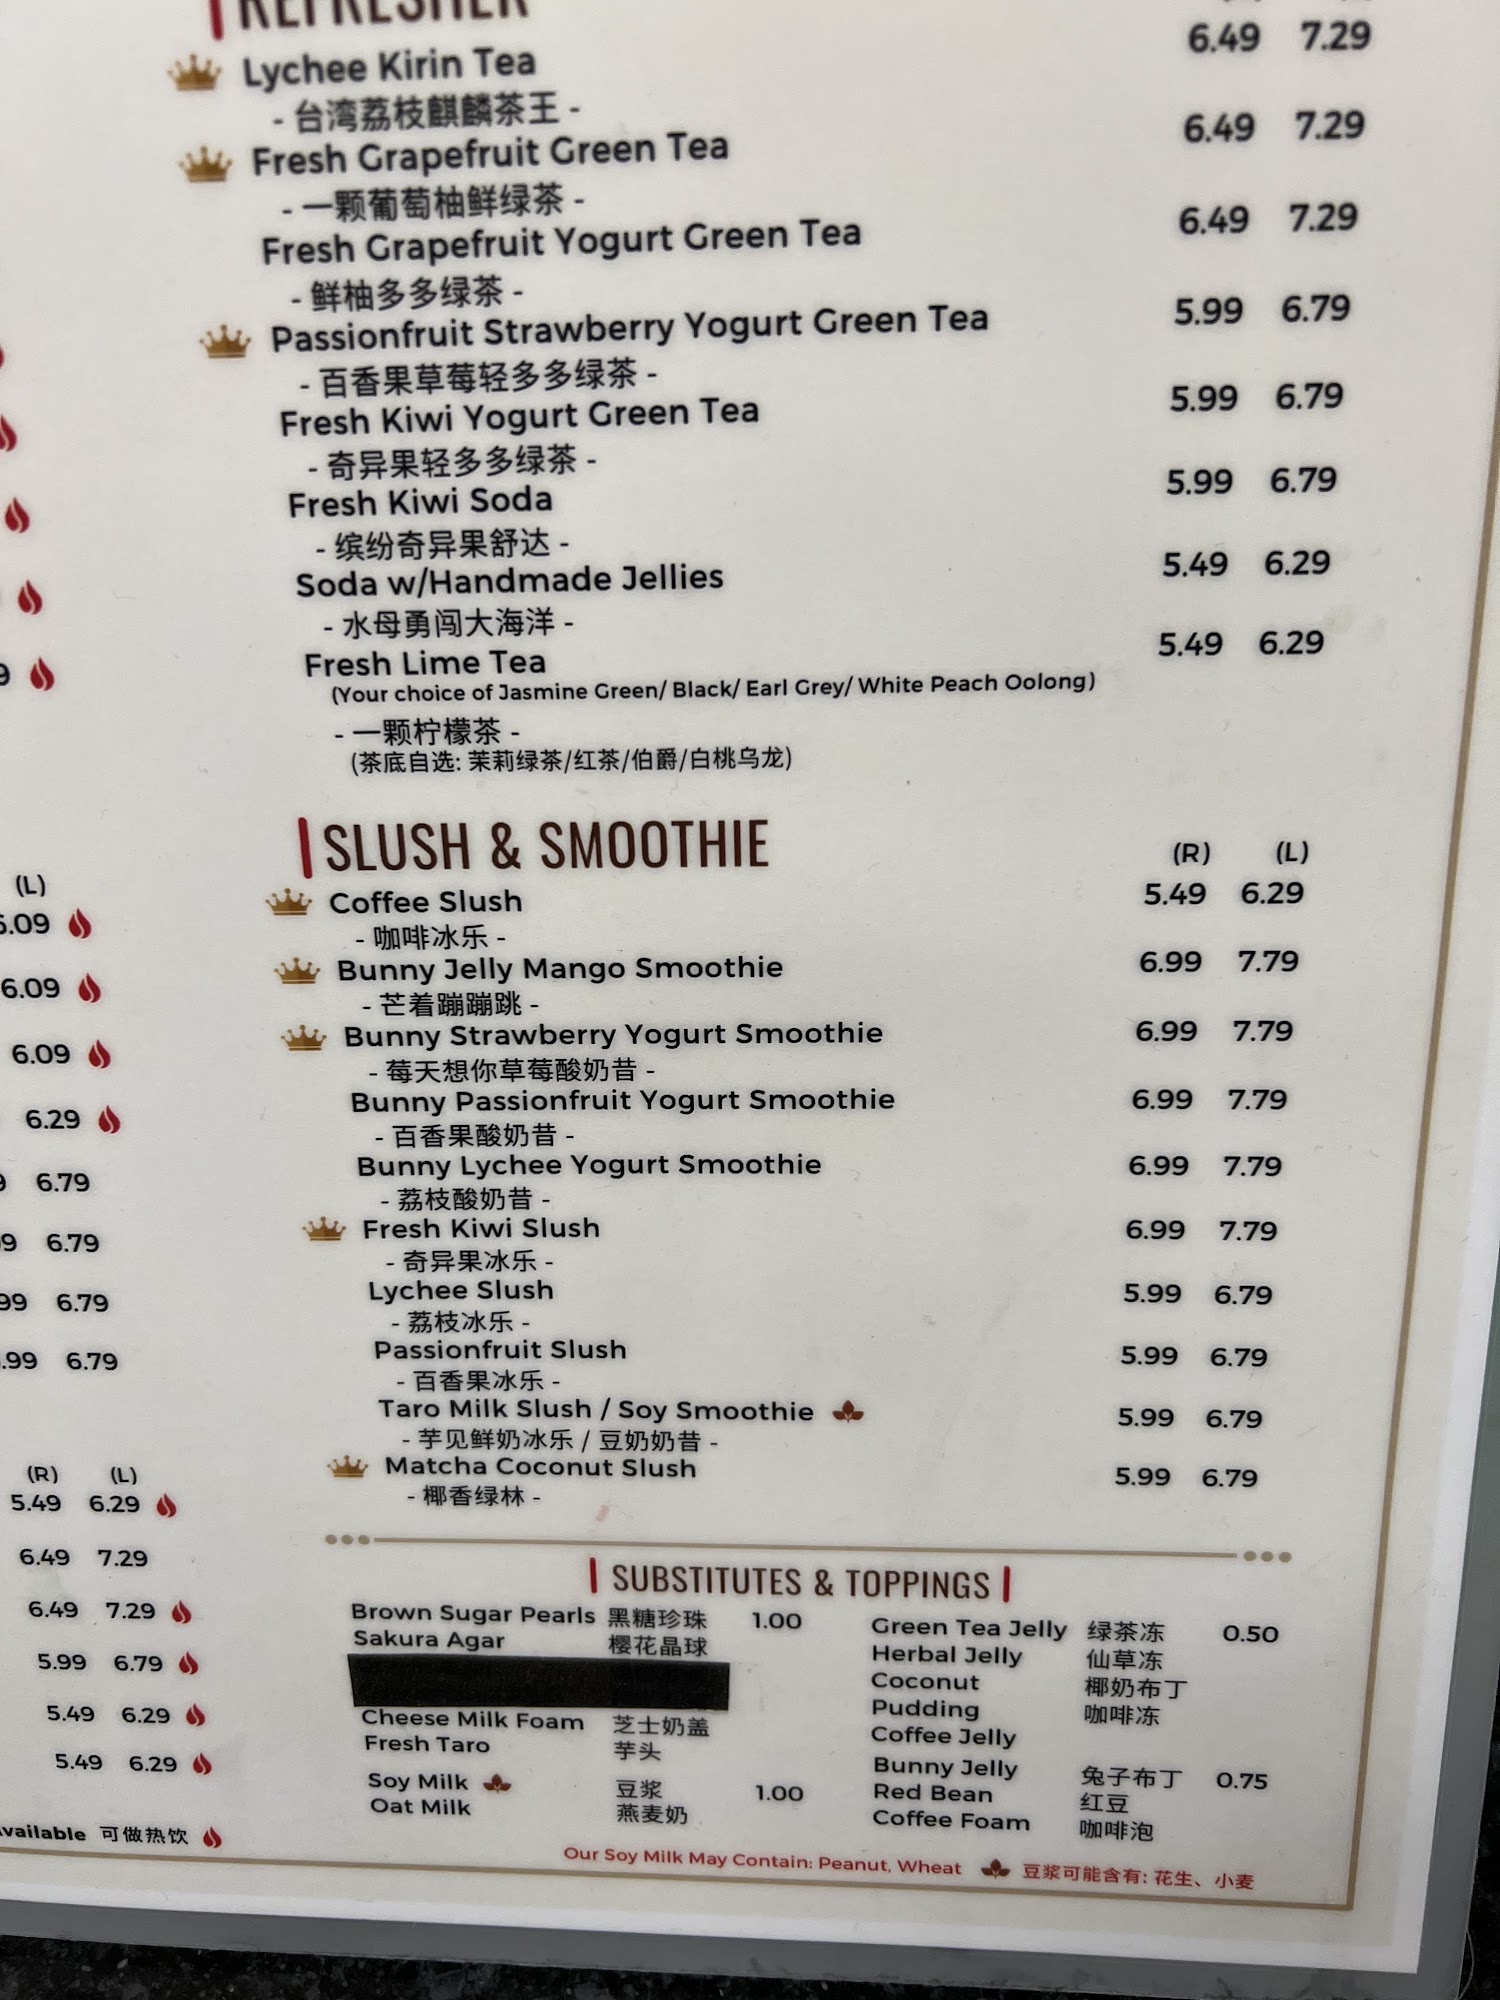 REFRESHER
Lychee Kirin Tea 6.49 7.29
- 台湾荔枝麒麟茶王 -
Fresh Grapefruit Green Tea 6.49 7.29
- 一颗葡萄柚鲜绿茶 -
Fresh Grapefruit Yogurt Green Tea 6.49 7.29
- 鲜柚多多绿茶 -
Passionfruit Strawberry Yogurt Green Tea 5.99 6.79
- 百香果草莓轻多多绿茶 -
Fresh Kiwi Yogurt Green Tea 5.99 6.79
- 奇异果轻多多绿茶 -
Fresh Kiwi Soda 5.99 6.79
- 缤纷奇异果舒达 -
Soda w/Handmade Jellies 5.49 6.29
- 水母勇闯大海洋 -
Fresh Lime Tea 5.49 6.29
(Your choice of Jasmine Green/ Black/ Earl Grey/ White Peach Oolong)
- 一颗柠檬茶 -
(茶底自选: 茉莉绿茶/红茶/伯爵/白桃乌龙)
SLUSH & SMOOTHIE (R) (L)
Coffee Slush 5.49 6.29
- 咖啡冰乐 -
Bunny Jelly Mango Smoothie 6.99 7.79
- 芒着蹦蹦跳 -
Bunny Strawberry Yogurt Smoothie 6.99 7.79
- 莓天想你草莓酸奶昔 -
Bunny Passionfruit Yogurt Smoothie 6.99 7.79
- 百香果酸奶昔 -
Bunny Lychee Yogurt Smoothie 6.99 7.79
- 荔枝酸奶昔 -
Fresh Kiwi Slush 6.99 7.79
- 奇异果冰乐 -
Lychee Slush 5.99 6.79
- 荔枝冰乐 -
Passionfruit Slush 5.99 6.79
- 百香果冰乐 -
Taro Milk Slush / Soy Smoothie 5.99 6.79
- 芋见鲜奶冰乐 / 豆奶奶昔 -
Matcha Coconut Slush 5.99 6.79
- 椰香绿林 -
SUBSTITUTES & TOPPINGS
Brown Sugar Pearls 黑糖珍珠 1.00
Sakura Agar 樱花晶球
Cheese Milk Foam 芝士奶盖
Fresh Taro 芋头
Soy Milk 豆浆 1.00
Oat Milk 燕麦奶
Green Tea Jelly 绿茶冻 0.50
Herbal Jelly 仙草冻
Coconut 椰奶布丁
Pudding 咖啡冻
Coffee Jelly
Bunny Jelly 兔子布丁 0.75
Red Bean 红豆
Coffee Foam 咖啡泡
Our Soy Milk May Contain: Peanut, Wheat 豆浆可能含有: 花生、小麦
(L)
6.09
6.09
6.29
6.79
6.79
6.79
6.79
(R) (L)
5.49 6.29
6.49 7.29
6.49 7.29
5.99 6.79
5.49 6.29
5.49 6.29
可做热饮